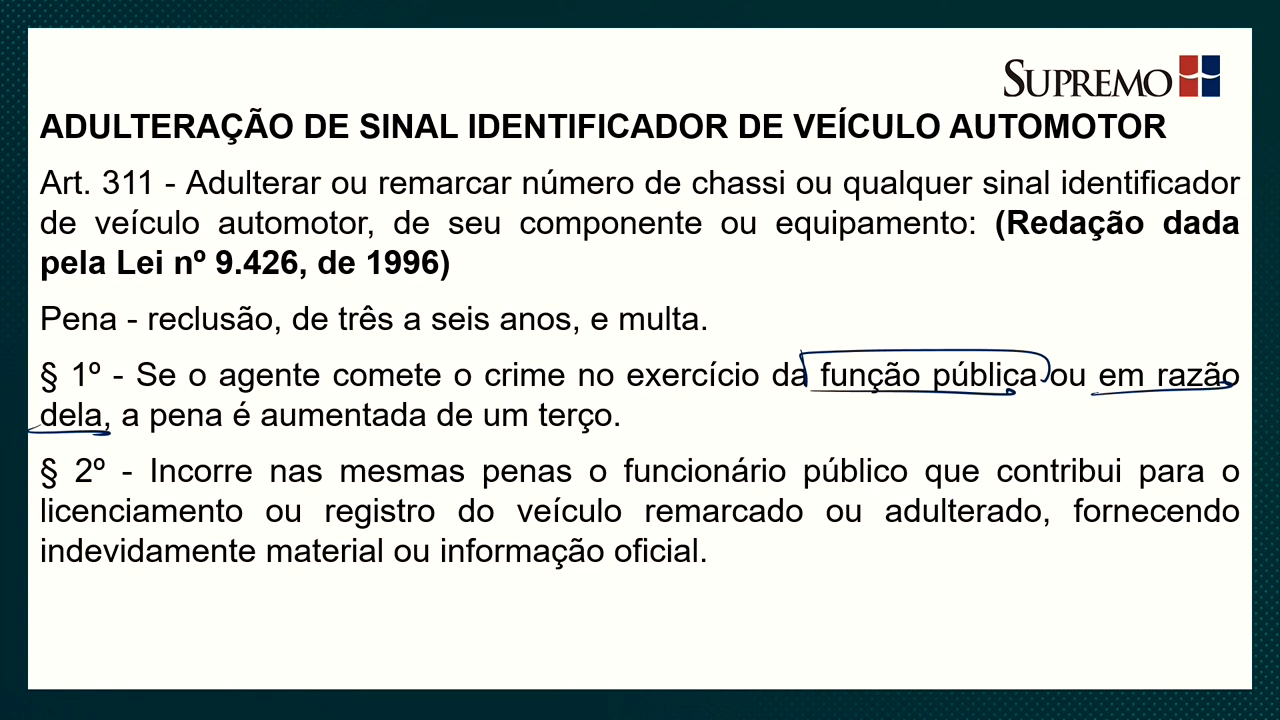 SUPREMO
ADULTERAÇÃO DE SINAL IDENTIFICADOR DE VEÍCULO AUTOMOTOR
Art. 311 - Adulterar ou remarcar número de chassi ou qualquer sinal identificador
de veículo automotor, de seu componente ou equipamento: (Redação dada
pela Lei nº 9.426, de 1996)
Pena - reclusão, de três a seis anos, e multa.
§ 1º - Se o agente comete o crime no exercício da função pública ou em razão
dela, a pena é aumentada de um terço.
§ 2º - Incorre nas mesmas penas o funcionário público que contribui para o
licenciamento ou registro do veículo remarcado ou adulterado, fornecendo
indevidamente material ou informação oficial.